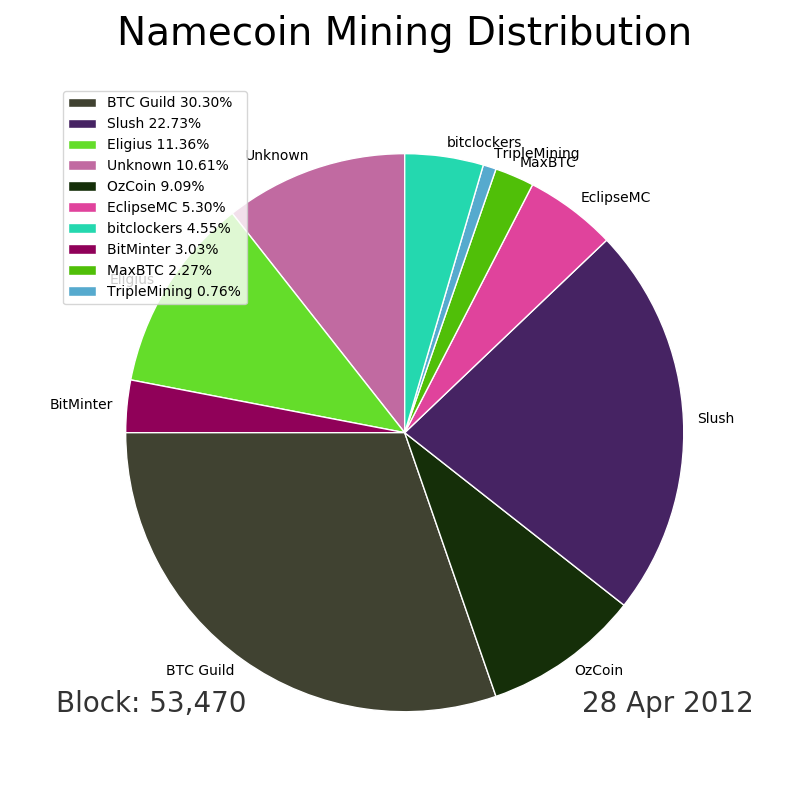 Namecoin Mining Distribution
BTC Guild 30.30%
Slush 22.73%
Eligius 11.36%
Unknown 10.61%
OzCoin 9.09%
EclipseMC 5.30%
bitclockers 4.55%
BitMinter 3.03%
MaxBTC 2.27%
TripleMining 0.76%
bitclockers
TripleMining
MaxBTC
Unknown
EclipseMC
Eligius
BitMinter
Slush
BTC Guild
OzCoin
Block: 53,470
28 Apr 2012